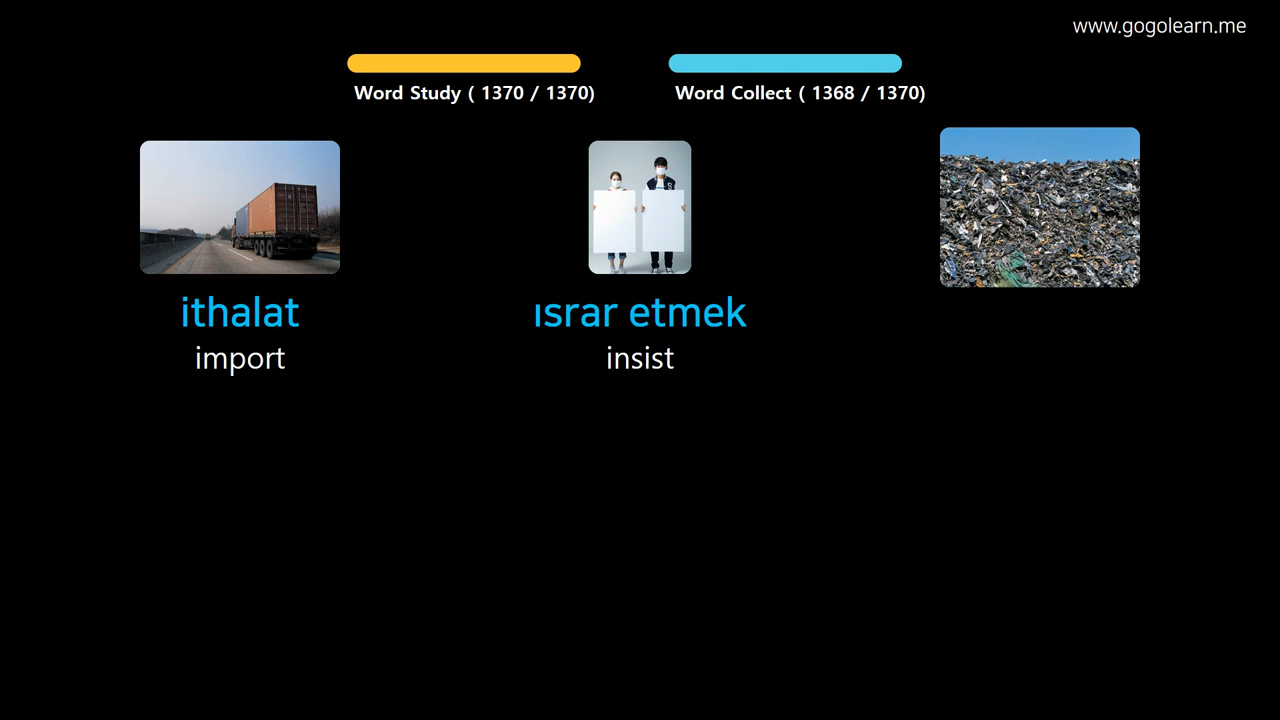 www.gogolearn.me
Word Study ( 1370 / 1370)
Word Collect ( 1368 / 1370)
ithalat
ısrar etmek
import
insist